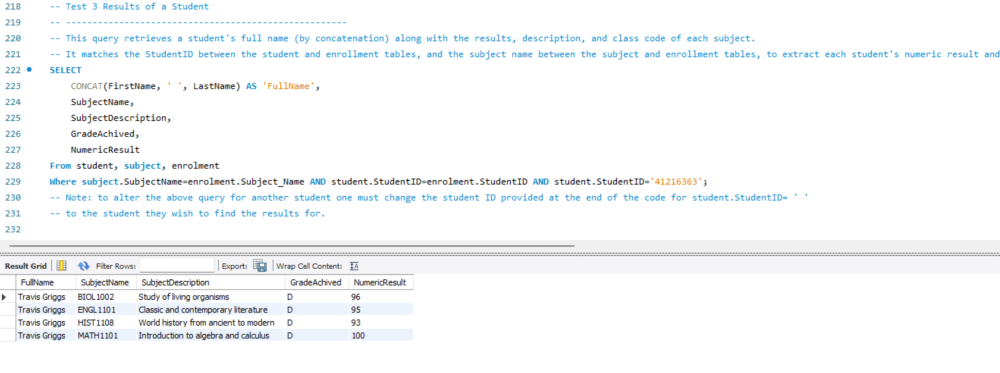 218 -- Test 3 Results of a Student
219 -- -----------------------------------------------------
220 -- This query retrieves a student's full name (by concatenation) along with the results, description, and class code of each subject.
221 -- It matches the StudentID between the student and enrollment tables, and the subject name between the subject and enrollment tables, to extract each student's numeric result and
222 SELECT
223 CONCAT(FirstName, ' ', LastName) AS 'FullName',
224 SubjectName,
225 SubjectDescription,
226 GradeAchived,
227 NumericResult
228 From student, subject, enrolment
229 Where subject.SubjectName=enrolment.Subject_Name AND student.StudentID=enrolment.StudentID AND student.StudentID='41216363';
230 -- Note: to alter the above query for another student one must change the student ID provided at the end of the code for student.StudentID= ' '
231 -- to the student they wish to find the results for.
232
Result Grid Filter Rows: Export: Wrap Cell Content:
FullName SubjectName SubjectDescription GradeAchived NumericResult
Travis Griggs BIOL1002 Study of living organisms D 96
Travis Griggs ENGL1101 Classic and contemporary literature D 95
Travis Griggs HIST1108 World history from ancient to modern D 93
Travis Griggs MATH1101 Introduction to algebra and calculus D 100